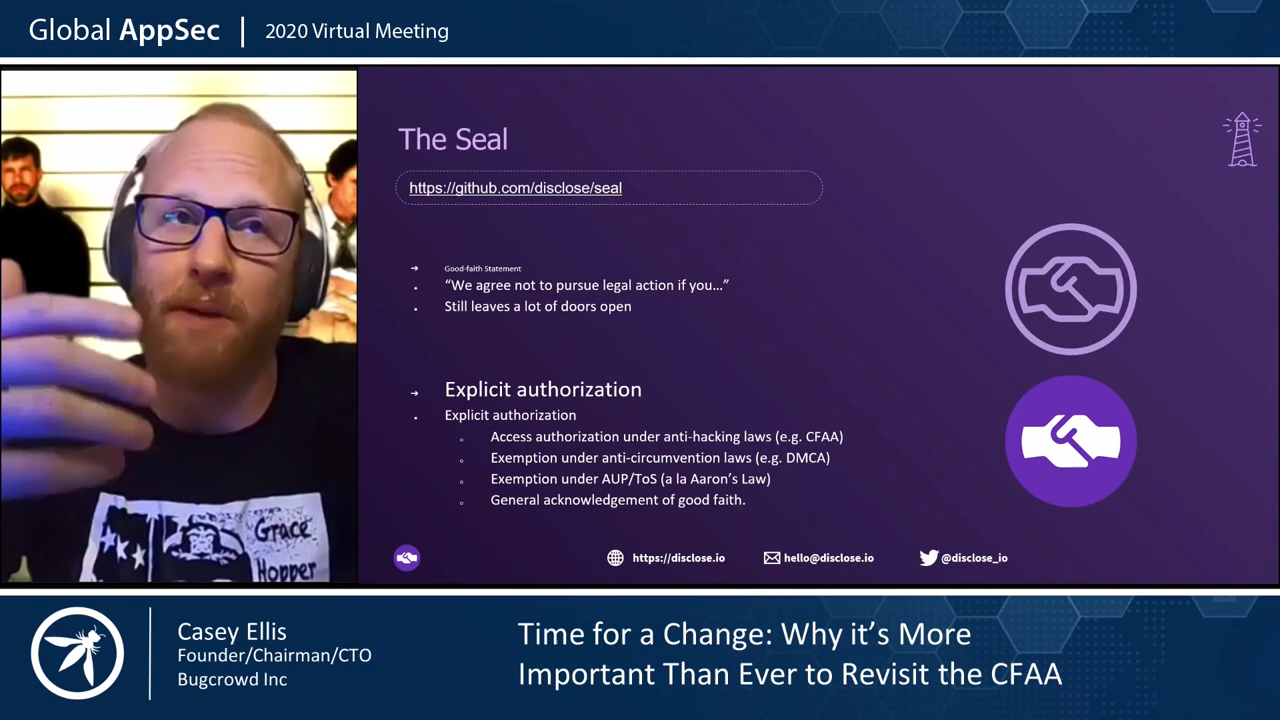 Global AppSec | 2020 Virtual Meeting
The Seal
https://github.com/disclose/seal
Good-faith Statement
“We agree not to pursue legal action if you…”
Still leaves a lot of doors open
Explicit authorization
Explicit authorization
Access authorization under anti-hacking laws (e.g. CFAA)
Exemption under anti-circumvention laws (e.g. DMCA)
Exemption under AUP/ToS (a la Aaron’s Law)
General acknowledgement of good faith.
https://disclose.io
hello@disclose.io
@disclose_io
Grace
Hopper
Casey Ellis
Founder/Chairman/CTO
Bugcrowd Inc
Time for a Change: Why it’s More
Important Than Ever to Revisit the CFAA